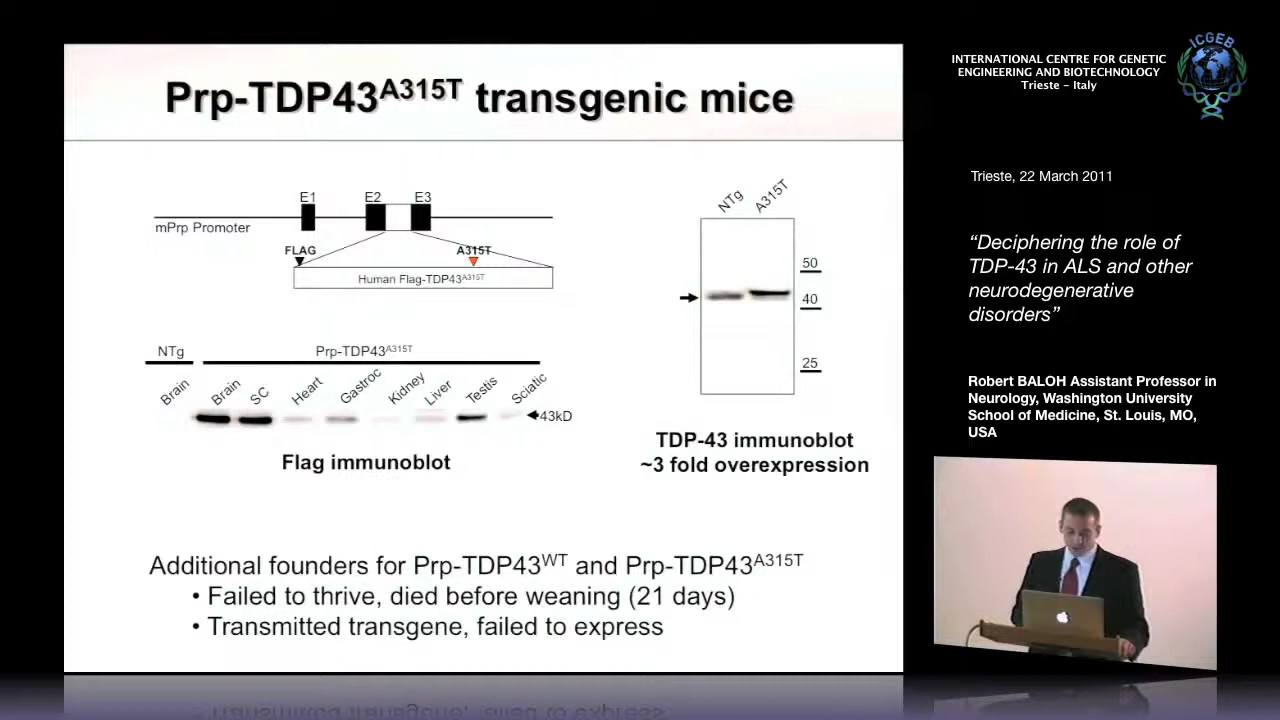 Prp-TDP43A315T transgenic mice
E1 E2 E3
mPrp Promoter
FLAG A315T
Human Flag-TDP43A315T
NTg Prp-TDP43A315T
Brain Brain SC Heart Gastroc Kidney Liver Testis Sciatic
43kD
Flag immunoblot
NTg A315T
50
40
25
TDP-43 immunoblot
~3 fold overexpression
Additional founders for Prp-TDP43WT and Prp-TDP43A315T
• Failed to thrive, died before weaning (21 days)
• Transmitted transgene, failed to express
INTERNATIONAL CENTRE FOR GENETIC
ENGINEERING AND BIOTECHNOLOGY
Trieste - Italy
ICGEB
Trieste, 22 March 2011
“Deciphering the role of
TDP-43 in ALS and other
neurodegenerative
disorders”
Robert BALOH Assistant Professor in
Neurology, Washington University
School of Medicine, St. Louis, MO,
USA